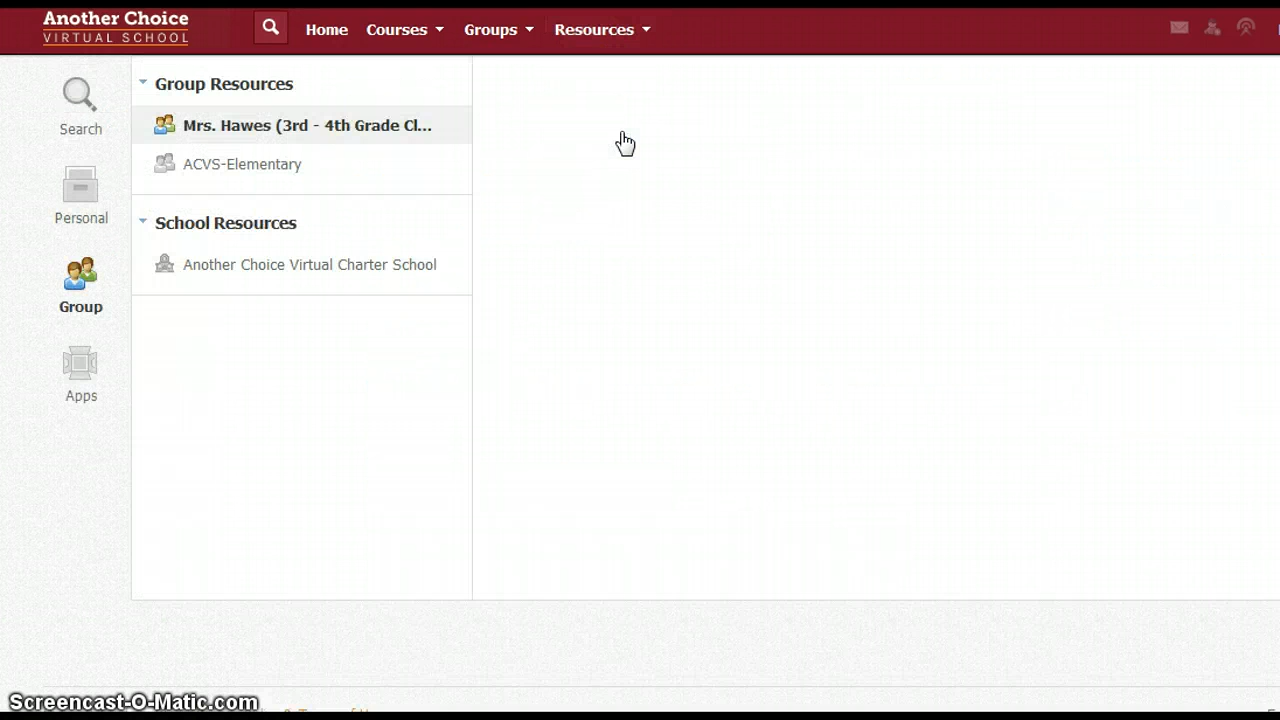 Another Choice
VIRTUAL SCHOOL
Home
Courses
Groups
Resources
Search
Personal
Group
Apps
Group Resources
Mrs. Hawes (3rd - 4th Grade Cl...
ACVS-Elementary
School Resources
Another Choice Virtual Charter School
Screencast-O-Matic.com